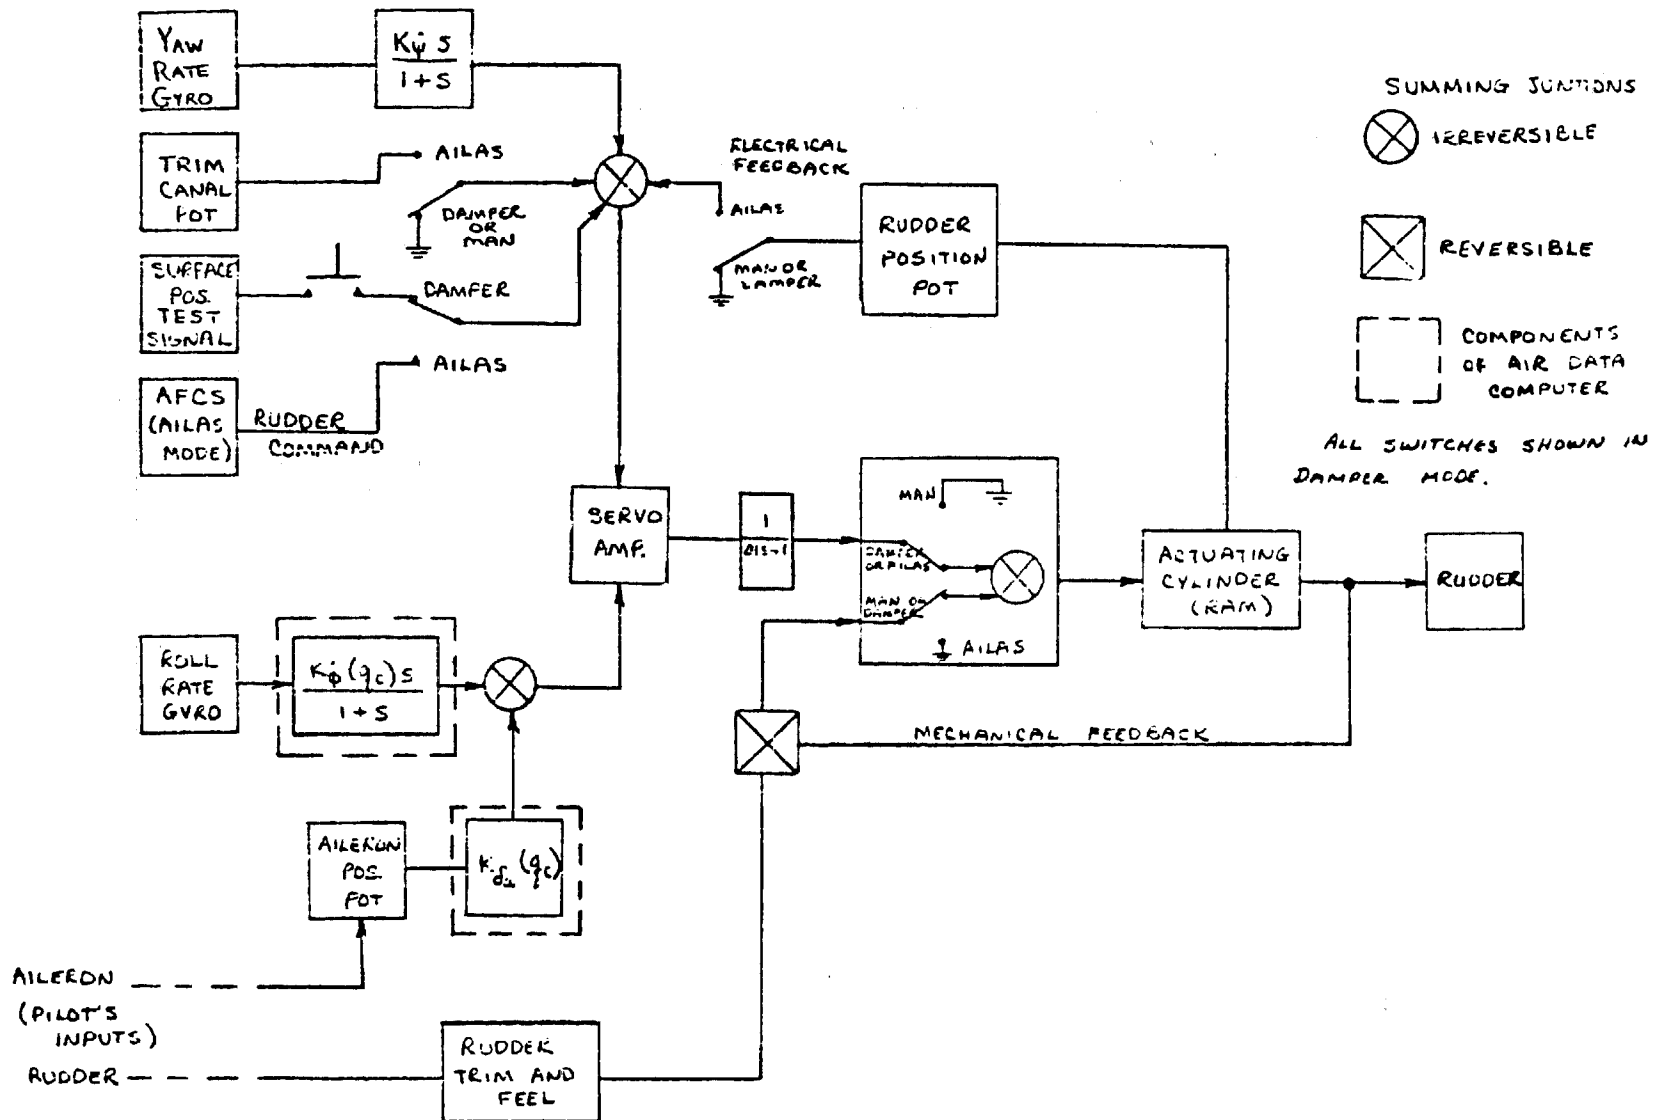 YAW
RATE
GYRO
Kψ̇ S
1 + S
TRIM
CANAL
POT
AILAS
DAMPER
OR
MAN
ELECTRICAL
FEEDBACK
AILAS
MAN OR
DAMPER
RUDDER
POSITION
POT
SUMMING JUNTIONS
IRREVERSIBLE
REVERSIBLE
COMPONENTS
OF AIR DATA
COMPUTER
ALL SWITCHES SHOWN IN
DAMPER MODE.
SURFACE
POS.
TEST
SIGNAL
DAMPER
AILAS
AFCS
(AILAS
MODE)
RUDDER
COMMAND
SERVO
AMP.
1
MAN
DAMPER
OR AILAS
MAN OR
DAMPER
AILAS
ACTUATING
CYLINDER
(RAM)
RUDDER
ROLL
RATE
GYRO
Kφ̇ (qc) S
1 + S
MECHANICAL FEEDBACK
AILERON
POS.
POT
(qc)
AILERON
(PILOT'S
INPUTS)
RUDDER
RUDDER
TRIM AND
FEEL